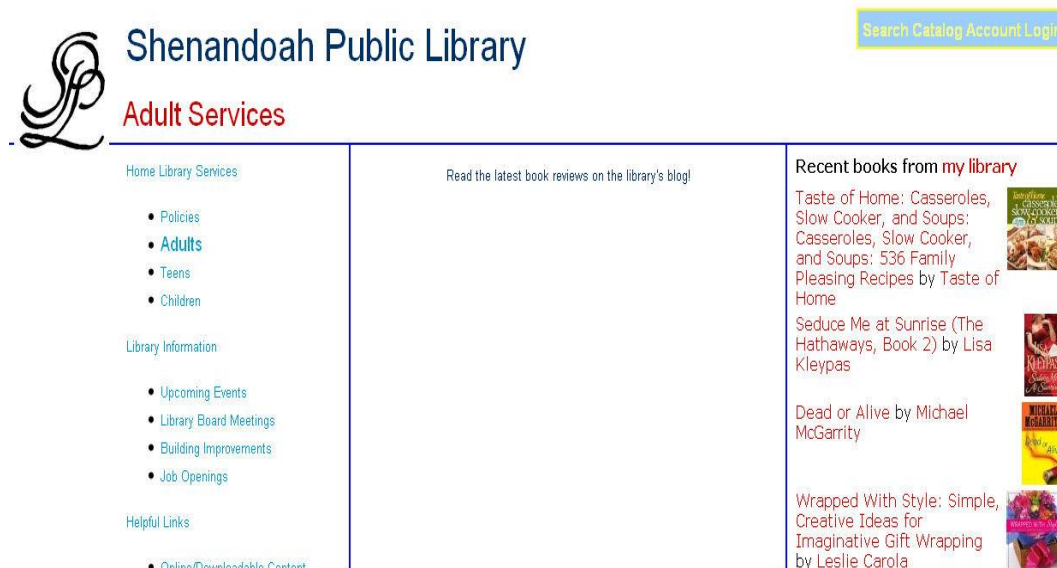 Shenandoah Public Library
Search Catalog Account Login
Adult Services
Home Library Services
Policies
Adults
Teens
Children
Library Information
Upcoming Events
Library Board Meetings
Building Improvements
Job Openings
Helpful Links
Online/Downloadable Content
Read the latest book reviews on the library's blog!
Recent books from my library
Taste of Home: Casseroles,
Slow Cooker, and Soups:
Casseroles, Slow Cooker,
and Soups: 536 Family
Pleasing Recipes by Taste of
Home
Seduce Me at Sunrise (The
Hathaways, Book 2) by Lisa
Kleypas
Dead or Alive by Michael
McGarrity
Wrapped With Style: Simple,
Creative Ideas for
Imaginative Gift Wrapping
by Leslie Carola